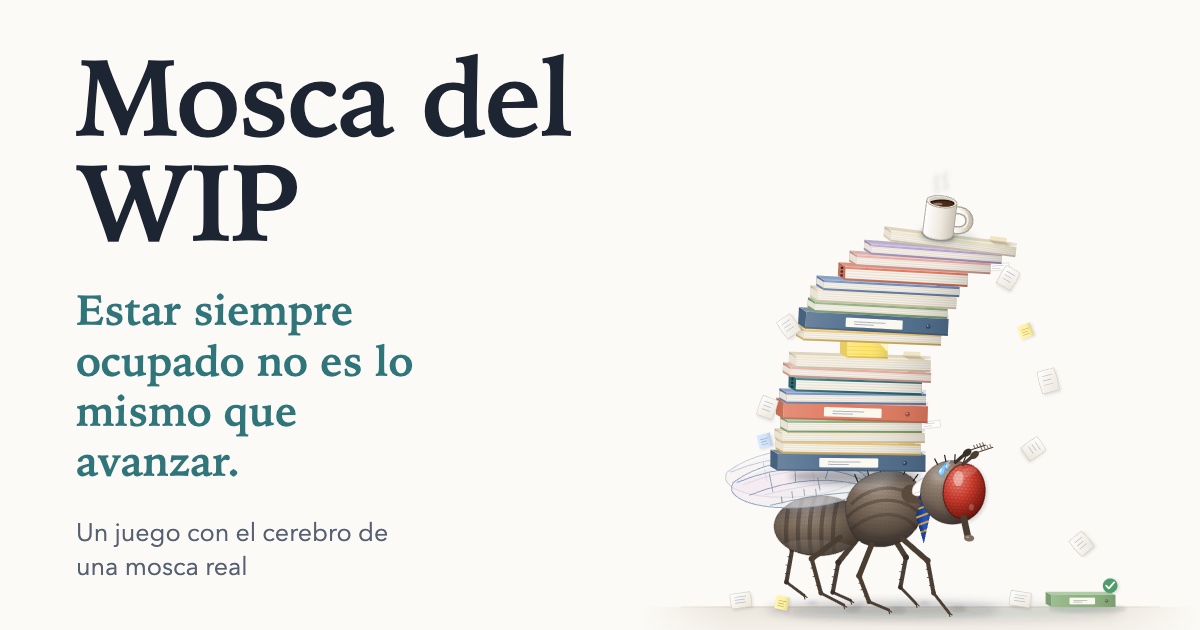 Mosca del
WIP
Estar siempre
ocupado no es lo
mismo que
avanzar.
Un juego con el cerebro de
una mosca real